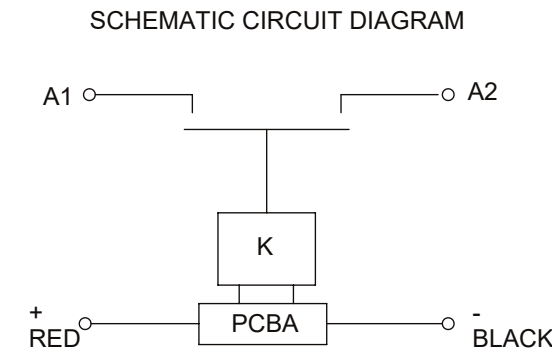 SCHEMATIC CIRCUIT DIAGRAM
A1
A2
K
+
RED
PCBA
-
BLACK